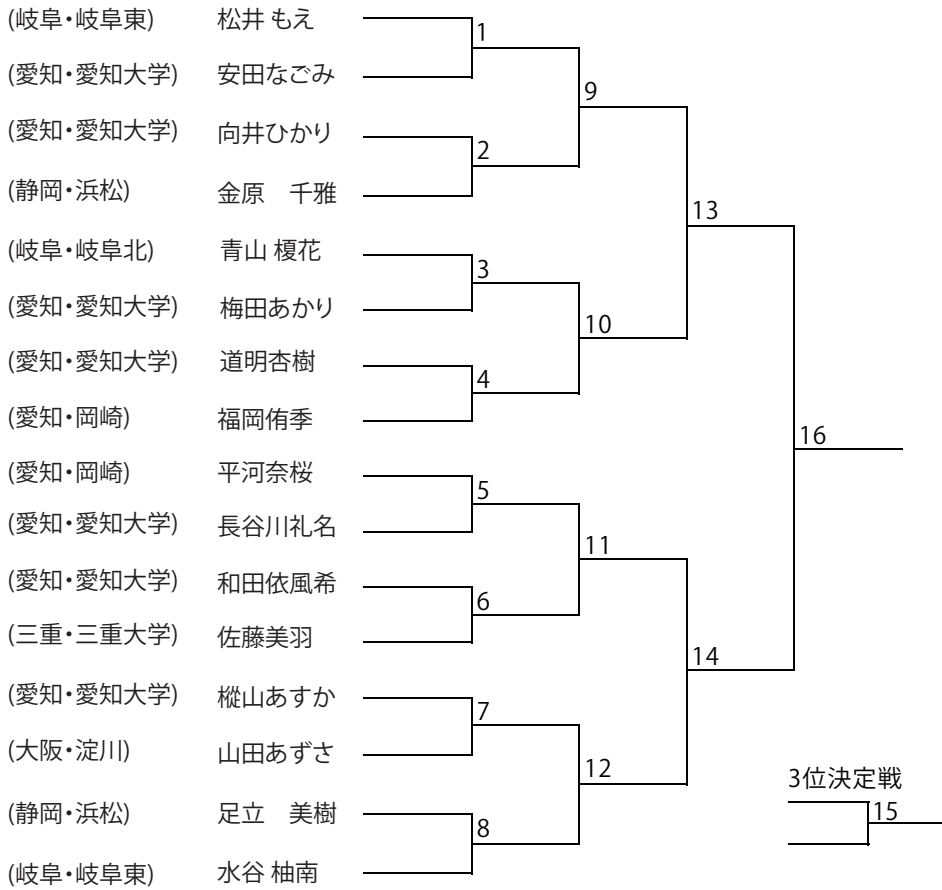 (岐阜・岐阜東) 松井 もえ
1
(愛知・愛知大学) 安田なごみ
9
(愛知・愛知大学) 向井ひかり
2
(静岡・浜松) 金原　千雅
13
(岐阜・岐阜北) 青山 榎花
3
(愛知・愛知大学) 梅田あかり
10
(愛知・愛知大学) 道明杏樹
4
(愛知・岡崎) 福岡侑季
16
(愛知・岡崎) 平河奈桜
5
(愛知・愛知大学) 長谷川礼名
11
(愛知・愛知大学) 和田依風希
6
(三重・三重大学) 佐藤美羽
14
(愛知・愛知大学) 樅山あすか
7
(大阪・淀川) 山田あずさ
12
3位決定戦
(静岡・浜松) 足立　美樹
15
8
(岐阜・岐阜東) 水谷 柚南